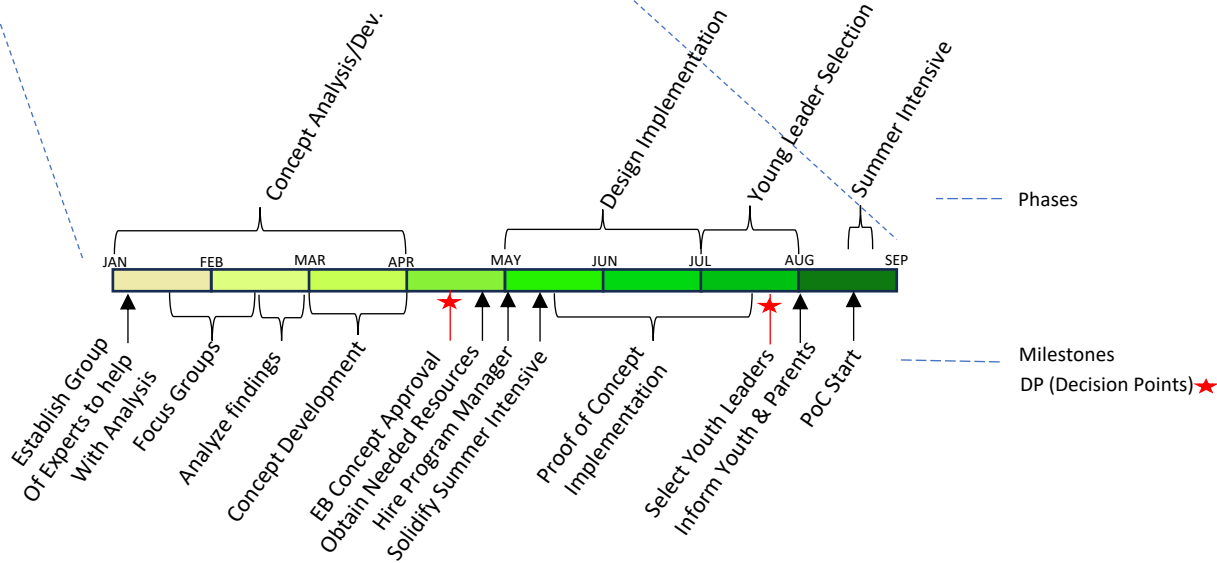 Concept Analysis/Dev.
Design Implementation
Young Leader Selection
Summer Intensive
Phases
JAN
FEB
MAR
APR
MAY
JUN
JUL
AUG
SEP
Establish Group
Of Experts to help
With Analysis
Focus Groups
Analyze findings
Concept Development
EB Concept Approval
Obtain Needed Resources
Hire Program Manager
Solidify Summer Intensive
Proof of Concept
Implementation
Select Youth Leaders
Inform Youth & Parents
PoC Start
Milestones
DP (Decision Points)